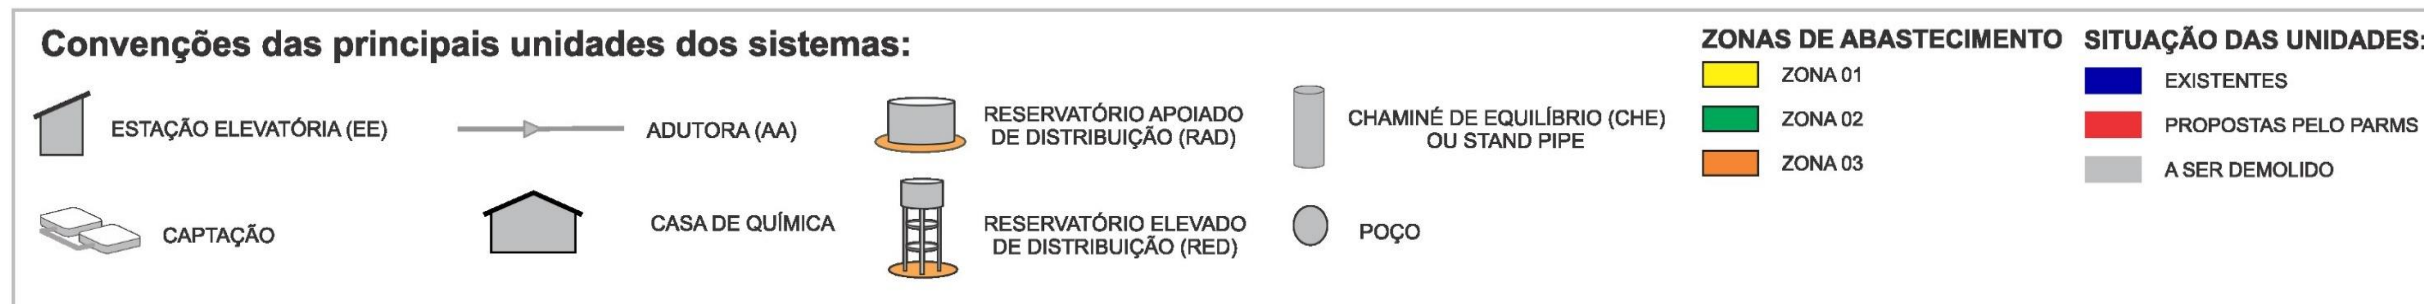 Convenções das principais unidades dos sistemas:
ESTAÇÃO ELEVATÓRIA (EE)
ADUTORA (AA)
RESERVATÓRIO APOIADO
DE DISTRIBUIÇÃO (RAD)
CHAMINÉ DE EQUILÍBRIO (CHE)
OU STAND PIPE
CAPTAÇÃO
CASA DE QUÍMICA
RESERVATÓRIO ELEVADO
DE DISTRIBUIÇÃO (RED)
POÇO
ZONAS DE ABASTECIMENTO
ZONA 01
ZONA 02
ZONA 03
SITUAÇÃO DAS UNIDADES:
EXISTENTES
PROPOSTAS PELO PARMS
A SER DEMOLIDO